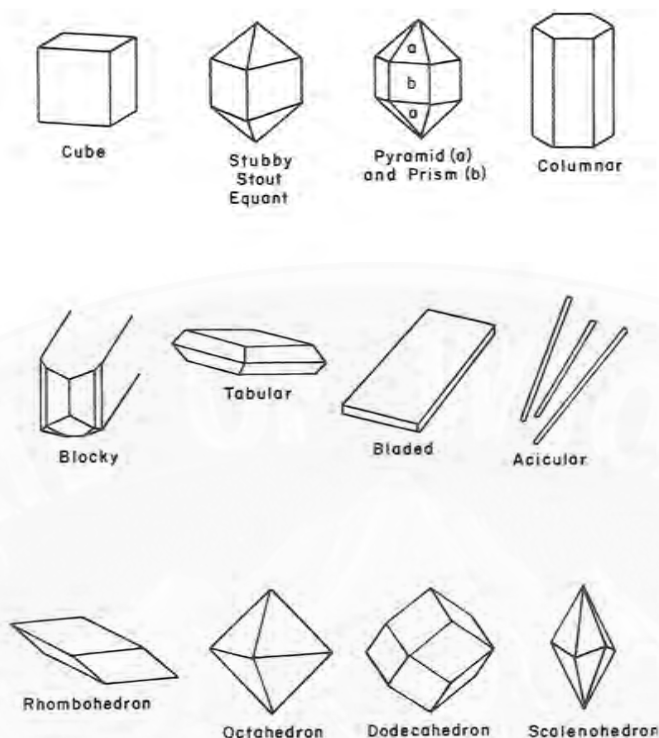 Cube
Stubby
Stout
Equant
a
b
a
Pyramid (a)
and Prism (b)
Columnar
Blocky
Tabular
Bladed
Acicular
Rhombohedron
Octahedron
Dodecahedron
Scalenohedron